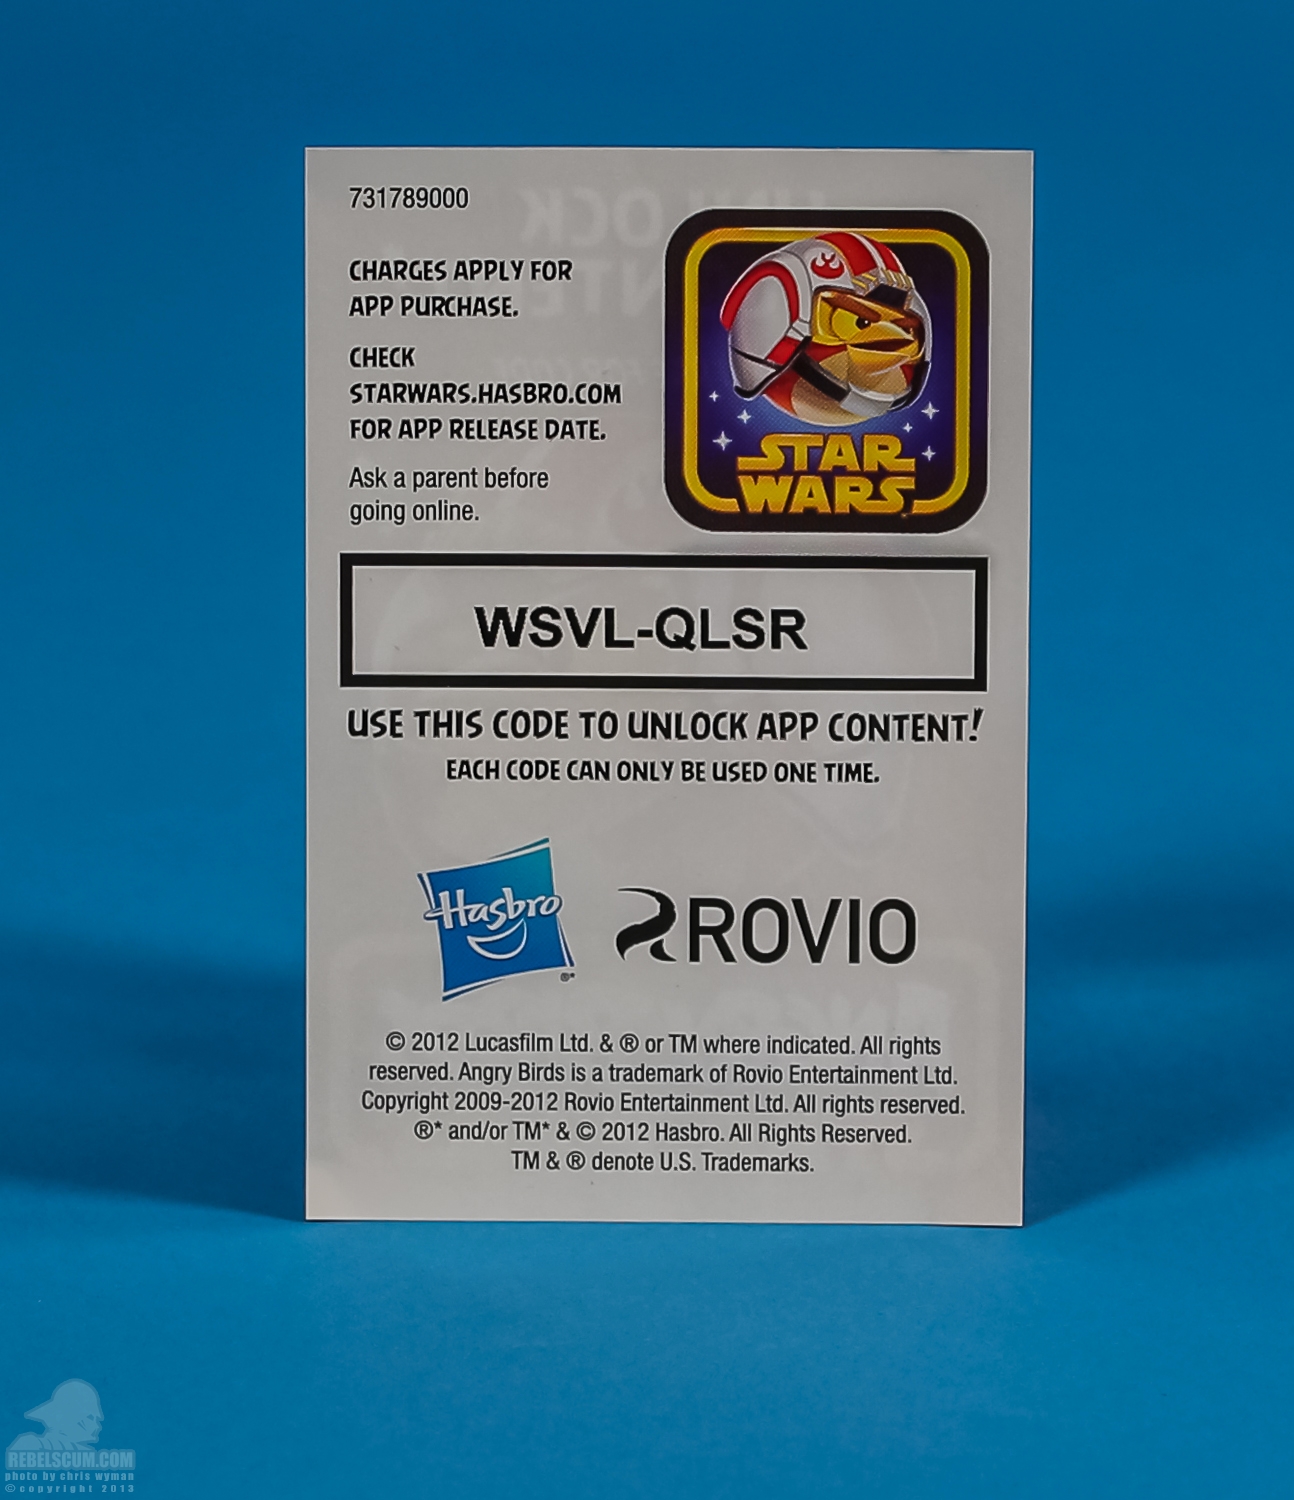 731789000
CHARGES APPLY FOR
APP PURCHASE.
CHECK
STARWARS.HASBRO.COM
FOR APP RELEASE DATE.
Ask a parent before
going online.
STAR
WARS
WSVL-QLSR
USE THIS CODE TO UNLOCK APP CONTENT!
EACH CODE CAN ONLY BE USED ONE TIME.
Hasbro
®*
ROVIO
© 2012 Lucasfilm Ltd. & ® or TM where indicated. All rights
reserved. Angry Birds is a trademark of Rovio Entertainment Ltd.
Copyright 2009-2012 Rovio Entertainment Ltd. All rights reserved.
®* and/or TM* & © 2012 Hasbro. All Rights Reserved.
TM & ® denote U.S. Trademarks.
REBELSCUM.COM
photo by chris wyman
©copyright 2013